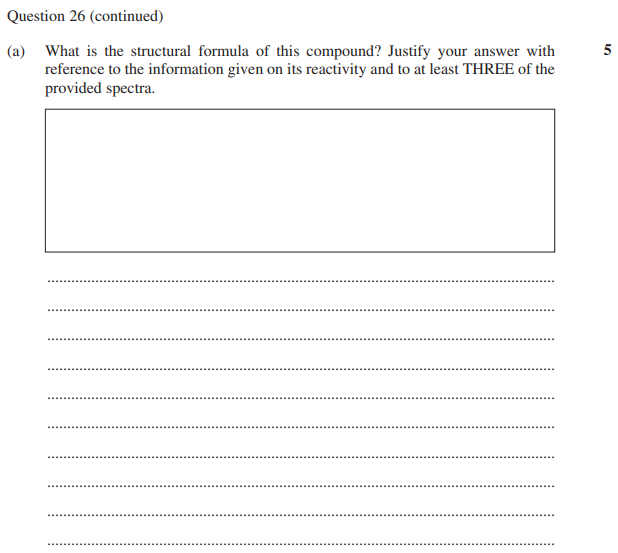 Question 26 (continued)
(a) What is the structural formula of this compound? Justify your answer with 5
reference to the information given on its reactivity and to at least THREE of the
provided spectra.